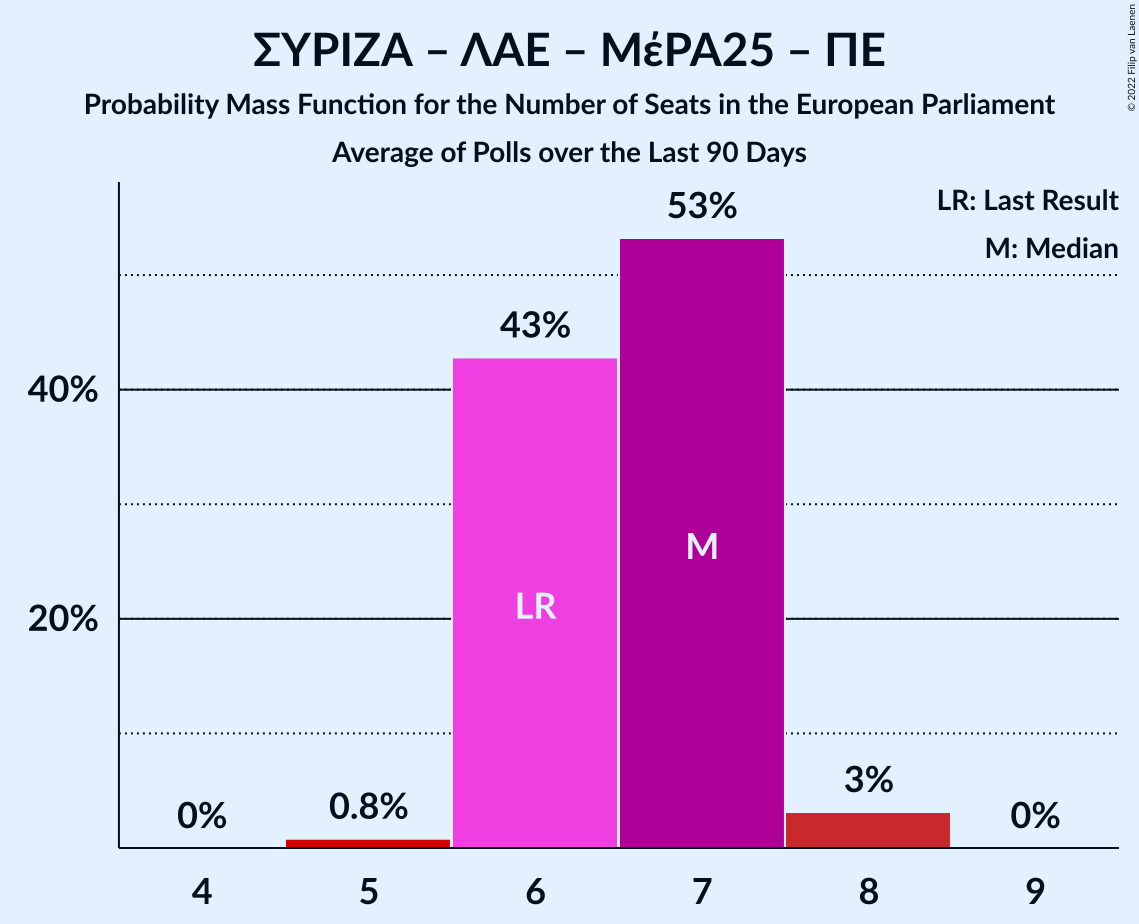 ΣΥΡΙΖΑ – ΛΑΕ – ΜέΡΑ25 – ΠΕ
Probability Mass Function for the Number of Seats in the European Parliament
Average of Polls over the Last 90 Days
© 2022 Filip van Laenen
LR: Last Result
M: Median
53%
43%
40%
M
LR
20%
3%
0.8%
0%
0%
4 5 6 7 8 9